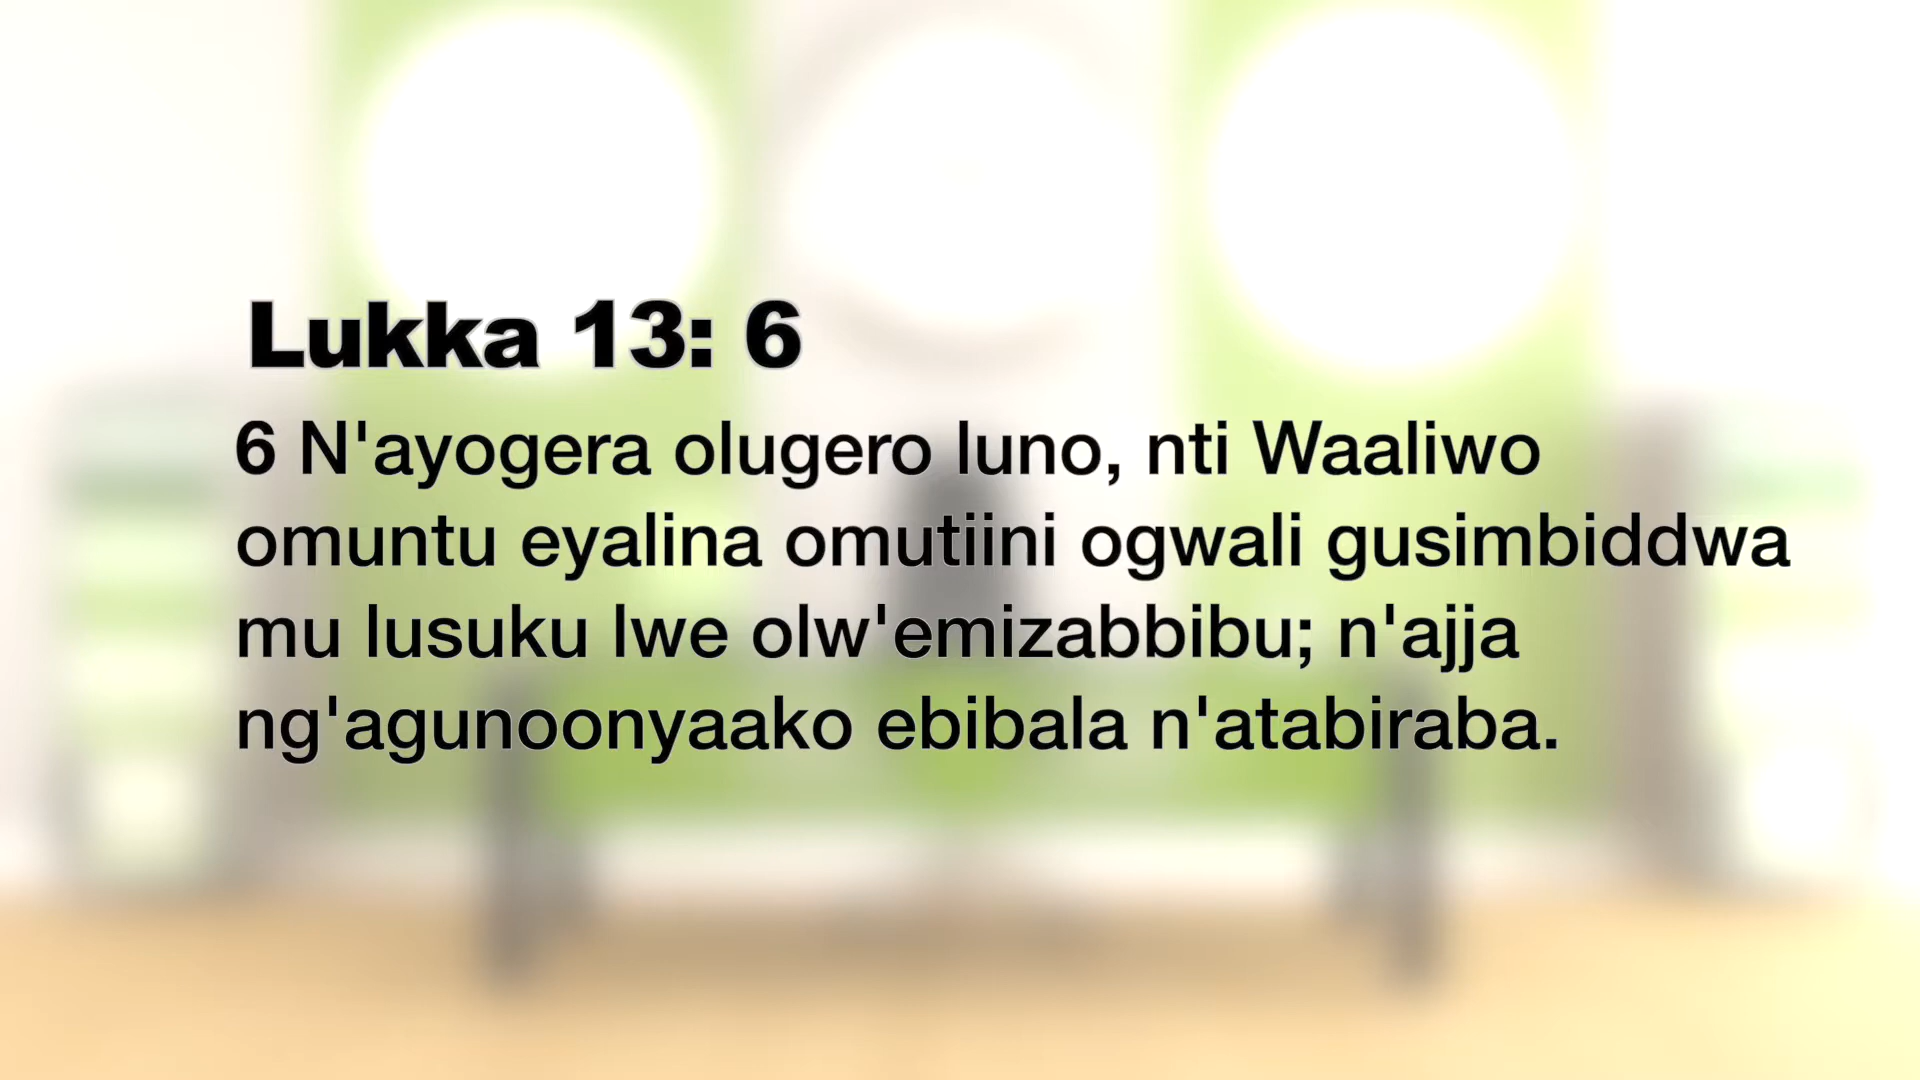 Lukka 13: 6
6 N'ayogera olugero luno, nti Waaliwo
omuntu eyalina omutiini ogwali gusimbiddwa
mu lusuku lwe olw'emizabbibu; n'ajja
ng'agunoonyaako ebibala n'atabiraba.